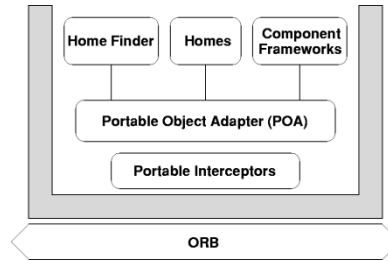 Home Finder
Homes
Component
Frameworks
Portable Object Adapter (POA)
Portable Interceptors
ORB